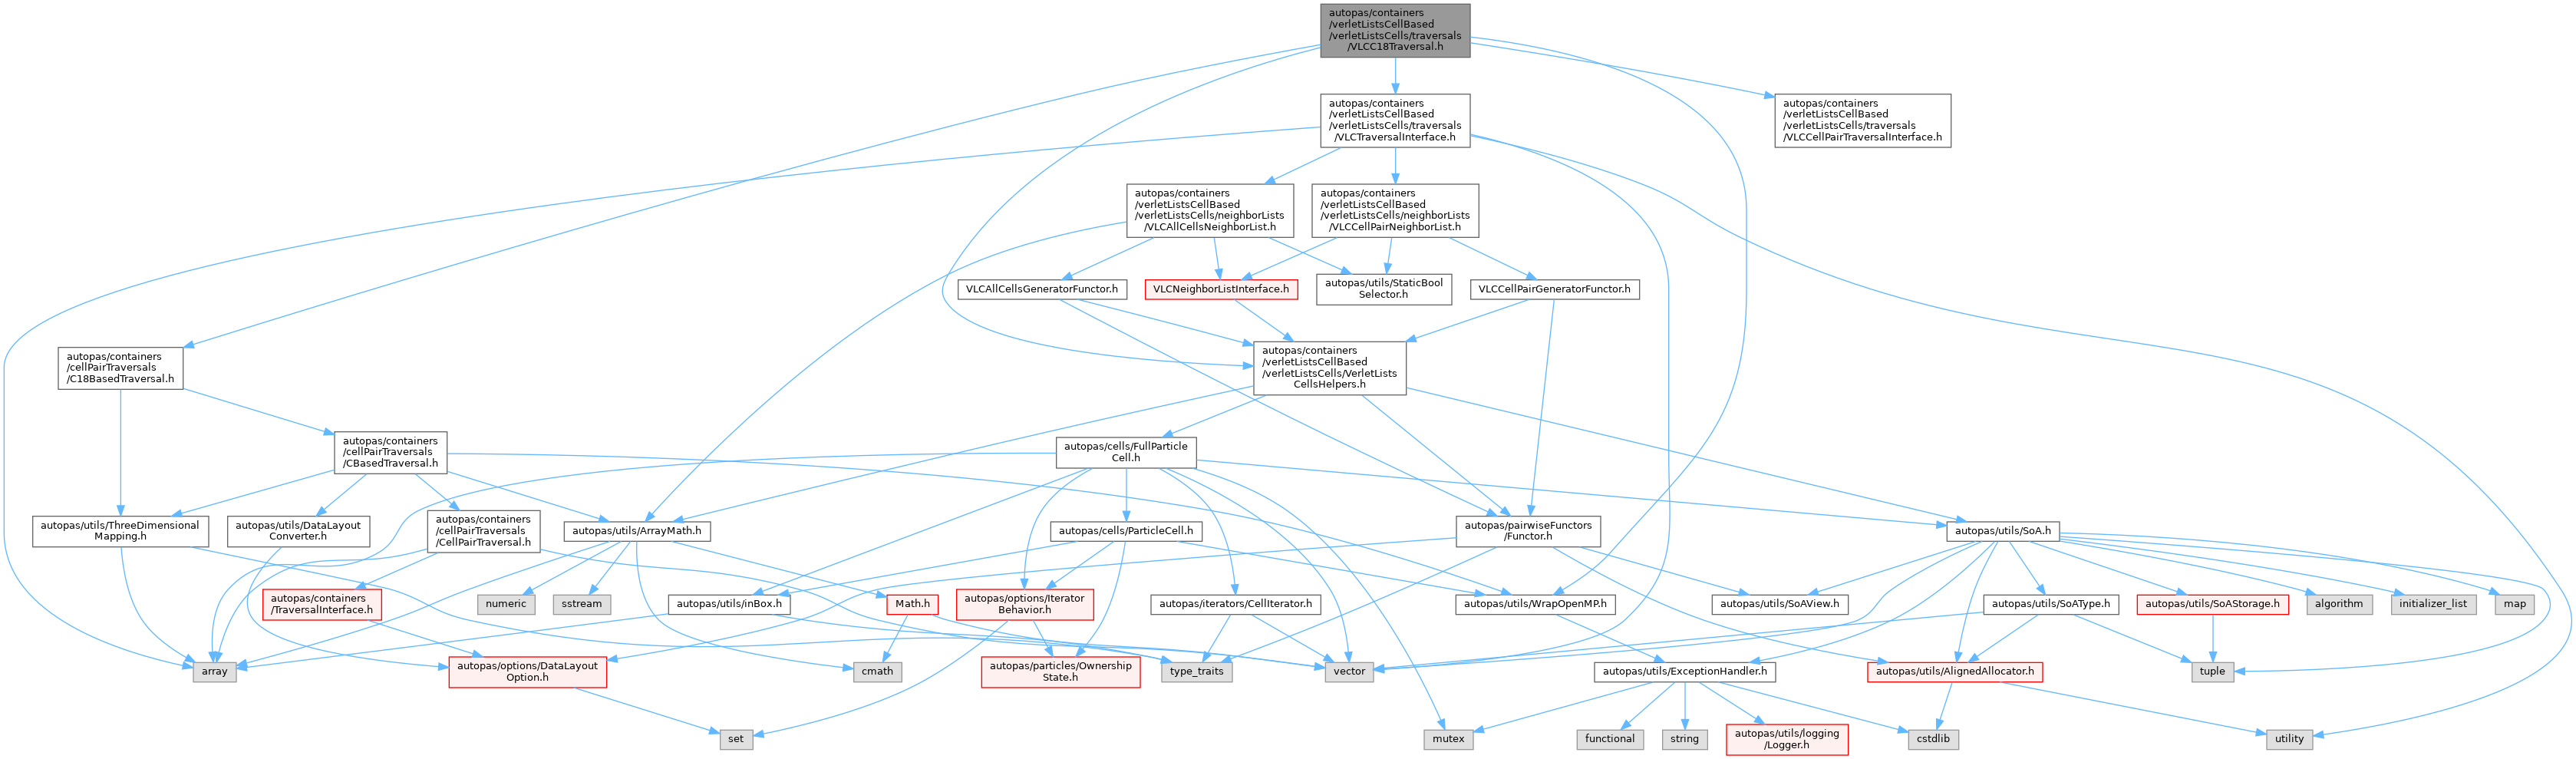 autopas/containers
/verletListsCellBased
/verletListsCells/traversals
/VLCC18Traversal.h
autopas/containers
/verletListsCellBased
/verletListsCells/traversals
/VLCTraversalInterface.h
autopas/containers
/verletListsCellBased
/verletListsCells/traversals
/VLCCellPairTraversalInterface.h
autopas/containers
/verletListsCellBased
/verletListsCells/neighborLists
/VLCAllCellsNeighborList.h
autopas/containers
/verletListsCellBased
/verletListsCells/neighborLists
/VLCCellPairNeighborList.h
VLCAllCellsGeneratorFunctor.h
VLCNeighborListInterface.h
autopas/utils/StaticBool
Selector.h
VLCCellPairGeneratorFunctor.h
autopas/containers
/cellPairTraversals
/C18BasedTraversal.h
autopas/containers
/verletListsCellBased
/verletListsCells/VerletLists
CellsHelpers.h
autopas/containers
/cellPairTraversals
/CBasedTraversal.h
autopas/cells/FullParticle
Cell.h
autopas/utils/ThreeDimensional
Mapping.h
autopas/utils/DataLayout
Converter.h
autopas/containers
/cellPairTraversals
/CellPairTraversal.h
autopas/utils/ArrayMath.h
autopas/cells/ParticleCell.h
autopas/pairwiseFunctors
/Functor.h
autopas/utils/SoA.h
autopas/containers
/TraversalInterface.h
numeric
sstream
autopas/utils/inBox.h
Math.h
autopas/options/Iterator
Behavior.h
autopas/iterators/CellIterator.h
autopas/utils/WrapOpenMP.h
autopas/utils/SoAView.h
autopas/utils/SoAType.h
autopas/utils/SoAStorage.h
algorithm
initializer_list
map
array
autopas/options/DataLayout
Option.h
cmath
autopas/particles/Ownership
State.h
type_traits
vector
autopas/utils/ExceptionHandler.h
autopas/utils/AlignedAllocator.h
tuple
set
mutex
functional
string
autopas/utils/logging
/Logger.h
cstdlib
utility